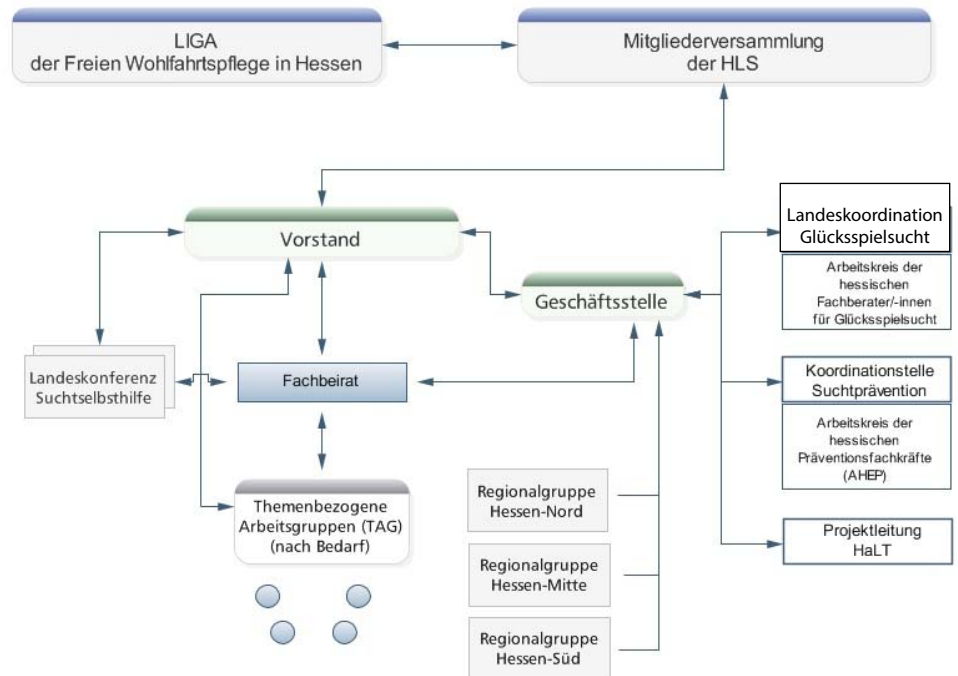 LIGA
der Freien Wohlfahrtspflege in Hessen
Mitgliederversammlung
der HLS
Vorstand
Geschäftsstelle
Landeskoordination
Glücksspielsucht
Arbeitskreis der
hessischen
Fachberater/-innen
für Glücksspielsucht
Landeskonferenz
Suchtselbsthilfe
Fachbeirat
Koordinationstelle
Suchtprävention
Arbeitskreis der
hessischen
Präventionsfachkräfte
(AHEP)
Themenbezogene
Arbeitsgruppen (TAG)
(nach Bedarf)
Regionalgruppe
Hessen-Nord
Projektleitung
HaLT
Regionalgruppe
Hessen-Mitte
Regionalgruppe
Hessen-Süd